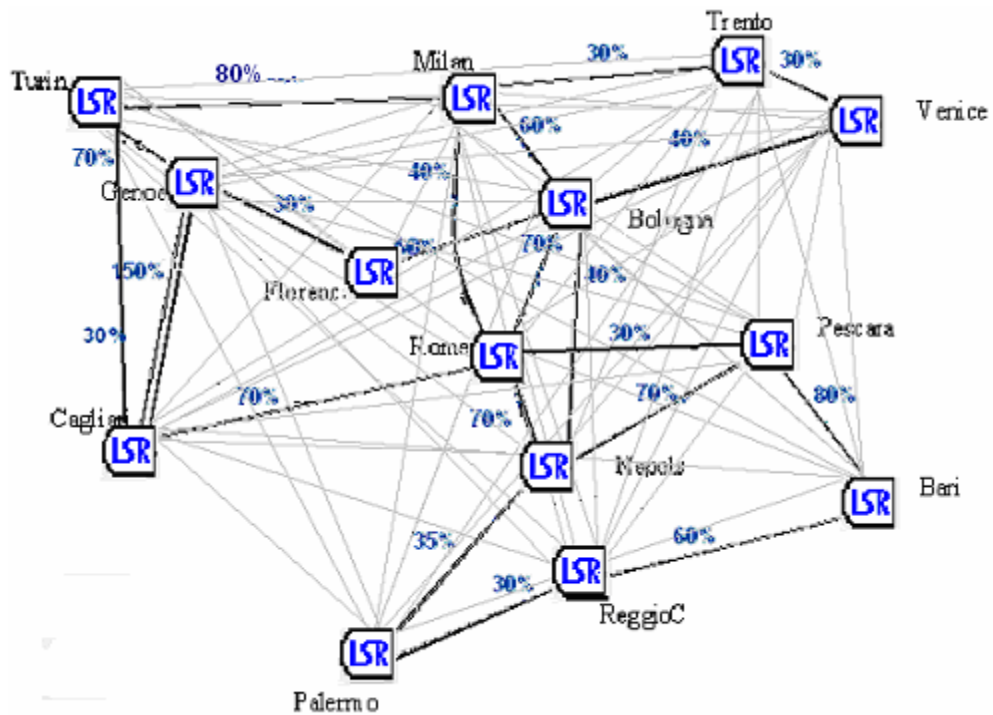 Trento
Milan
30%
30%
Turin
80%
LSR
LSR
LSR
Venice
LSR
60%
40%
70%
40%
LSR
30%
LSR
Bologna
70%
LSR
40%
150%
Rome
30%
Pescara
30%
LSR
LSR
70%
70%
70%
80%
Cagliari
LSR
LSR
Bari
LSR
35%
60%
30%
LSR
ReggioC
LSR
Palermo